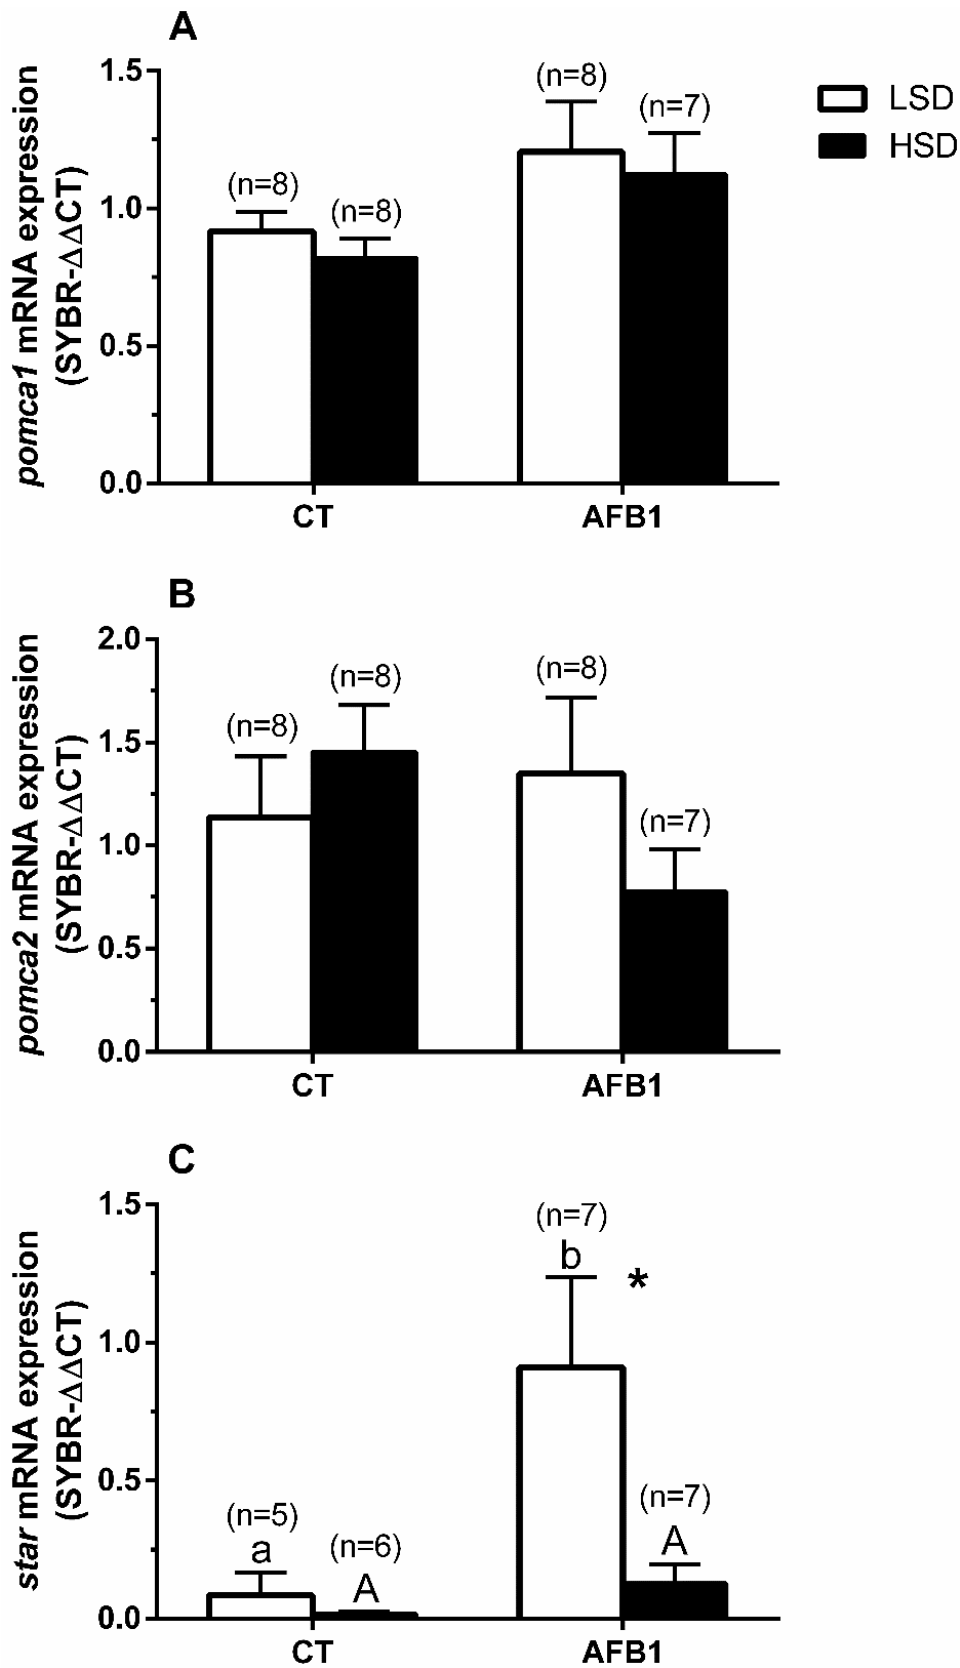 A
pomca1 mRNA expression
(SYBR-ΔΔCT)
1.5
1.0
0.5
0.0
(n=8)
(n=8)
(n=8)
(n=7)
CT
AFB1
LSD
HSD
B
pomca2 mRNA expression
(SYBR-ΔΔCT)
2.0
1.5
1.0
0.5
0.0
(n=8)
(n=8)
(n=8)
(n=7)
CT
AFB1
C
star mRNA expression
(SYBR-ΔΔCT)
1.5
1.0
0.5
0.0
(n=5)
a
(n=6)
A
(n=7)
b
*
(n=7)
A
CT
AFB1